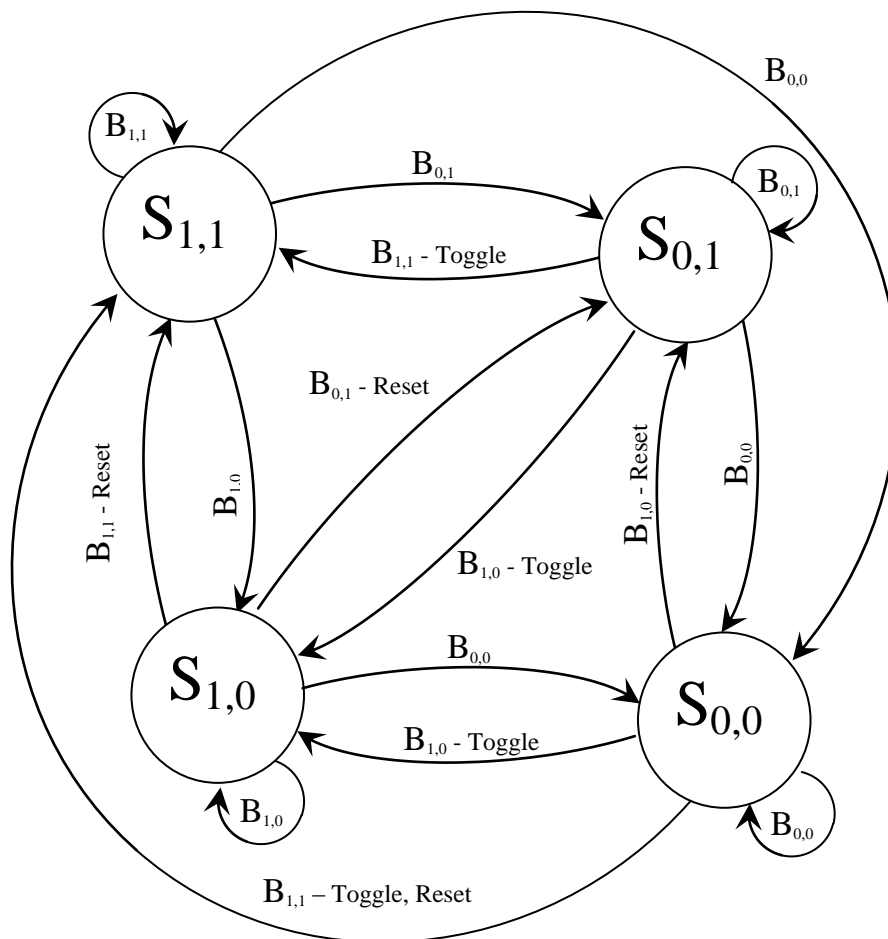 B0,0
B1,1
B0,1
B0,1
S1,1
S0,1
B1,1 - Toggle
B0,1 - Reset
B1,1 - Reset
B1.0
B1,0 - Reset
B0,0
B1,0 - Toggle
B0,0
S1,0
S0,0
B1,0 - Toggle
B1,0
B0,0
B1,1 – Toggle, Reset